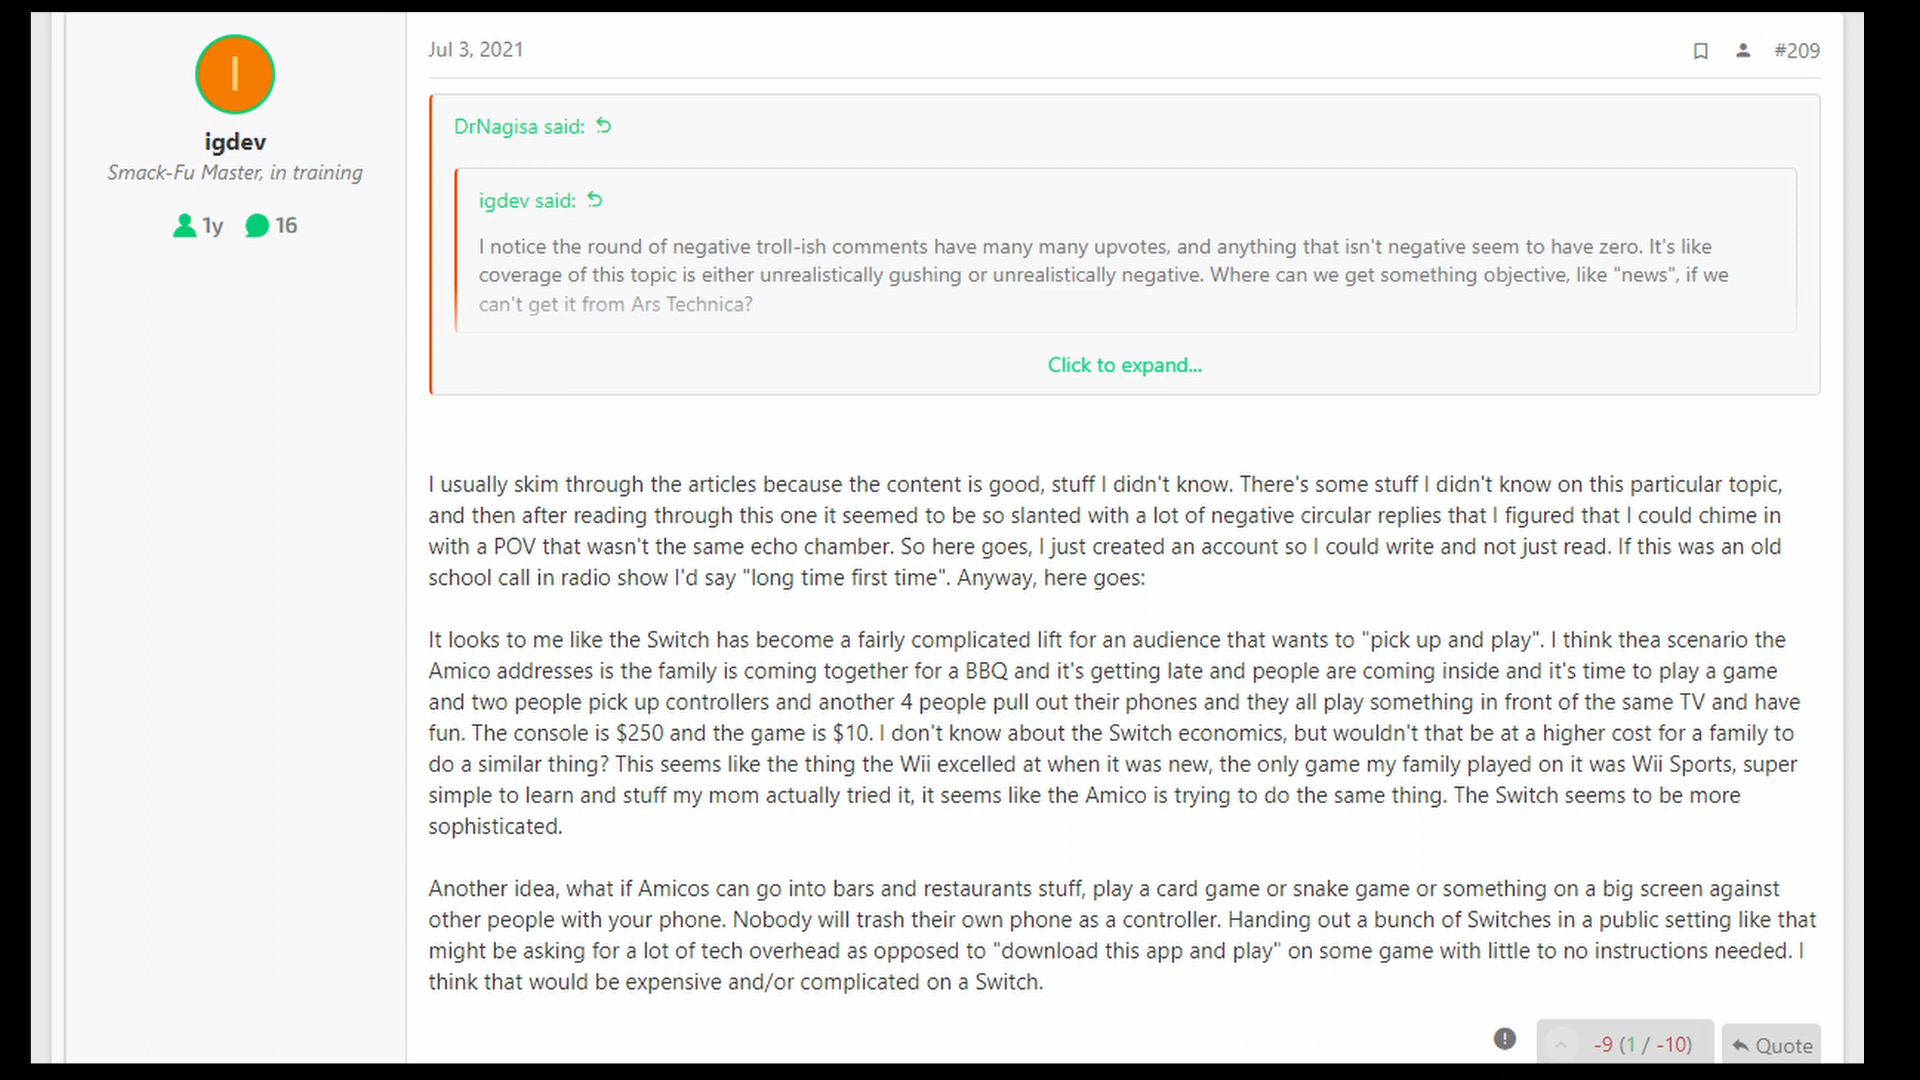 I
igdev
Smack-Fu Master, in training
1y 16
Jul 3, 2021
#209
DrNagisa said:
igdev said:
I notice the round of negative troll-ish comments have many many upvotes, and anything that isn't negative seem to have zero. It's like
coverage of this topic is either unrealistically gushing or unrealistically negative. Where can we get something objective, like "news", if we
can't get it from Ars Technica?
Click to expand...
I usually skim through the articles because the content is good, stuff I didn't know. There's some stuff I didn't know on this particular topic,
and then after reading through this one it seemed to be so slanted with a lot of negative circular replies that I figured that I could chime in
with a POV that wasn't the same echo chamber. So here goes, I just created an account so I could write and not just read. If this was an old
school call in radio show I'd say "long time first time". Anyway, here goes:
It looks to me like the Switch has become a fairly complicated lift for an audience that wants to "pick up and play". I think thea scenario the
Amico addresses is the family is coming together for a BBQ and it's getting late and people are coming inside and it's time to play a game
and two people pick up controllers and another 4 people pull out their phones and they all play something in front of the same TV and have
fun. The console is $250 and the game is $10. I don't know about the Switch economics, but wouldn't that be at a higher cost for a family to
do a similar thing? This seems like the thing the Wii excelled at when it was new, the only game my family played on it was Wii Sports, super
simple to learn and stuff my mom actually tried it, it seems like the Amico is trying to do the same thing. The Switch seems to be more
sophisticated.
Another idea, what if Amicos can go into bars and restaurants stuff, play a card game or snake game or something on a big screen against
other people with your phone. Nobody will trash their own phone as a controller. Handing out a bunch of Switches in a public setting like that
might be asking for a lot of tech overhead as opposed to "download this app and play" on some game with little to no instructions needed. I
think that would be expensive and/or complicated on a Switch.
-9 (1 / -10)
Quote